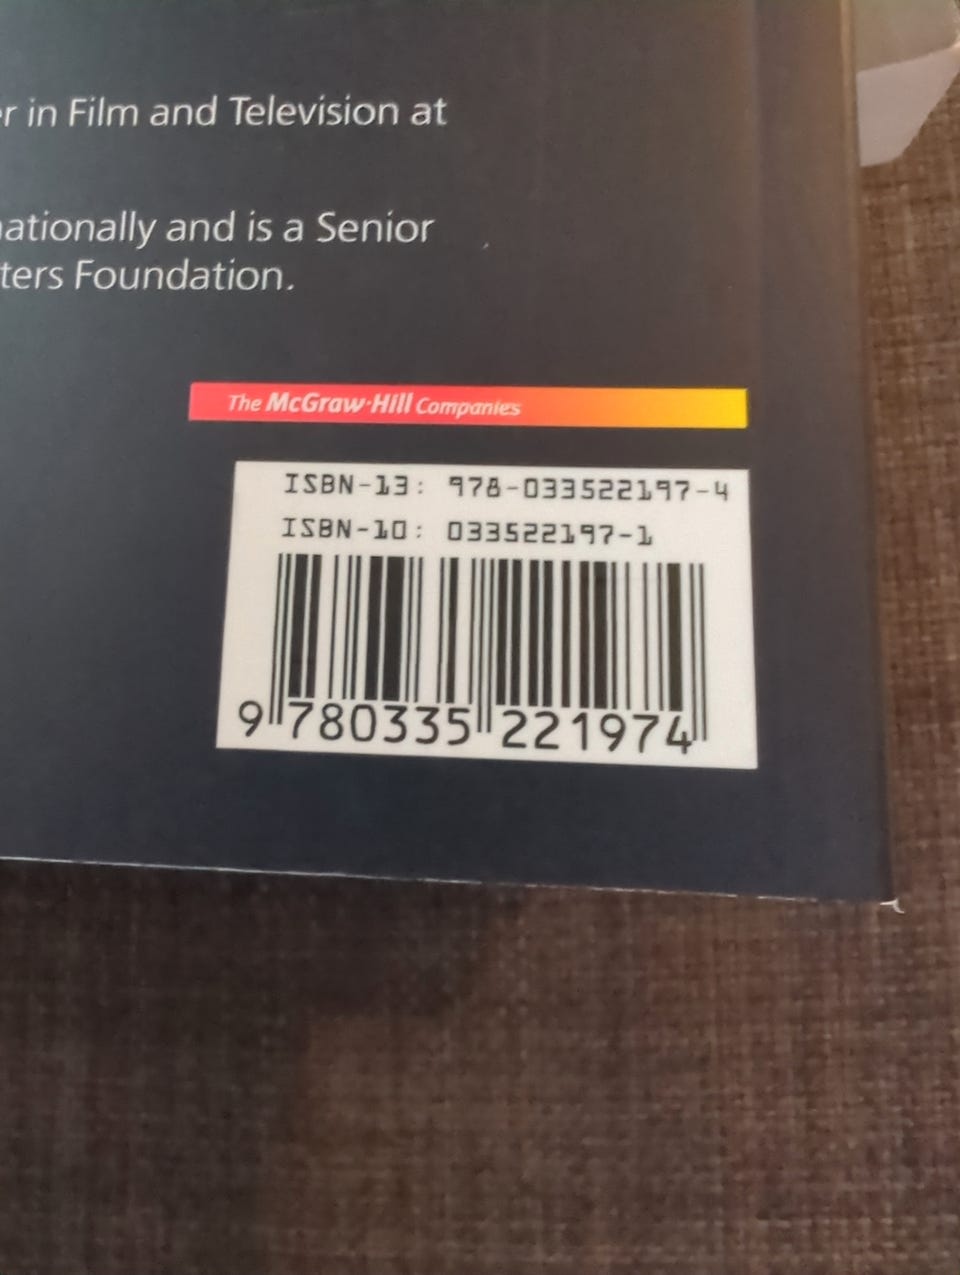 er in Film and Television at
nationally and is a Senior
ters Foundation.
The McGraw·Hill Companies
ISBN-13: 978-033522197-4
ISBN-10: 033522197-1
9 780335 221974